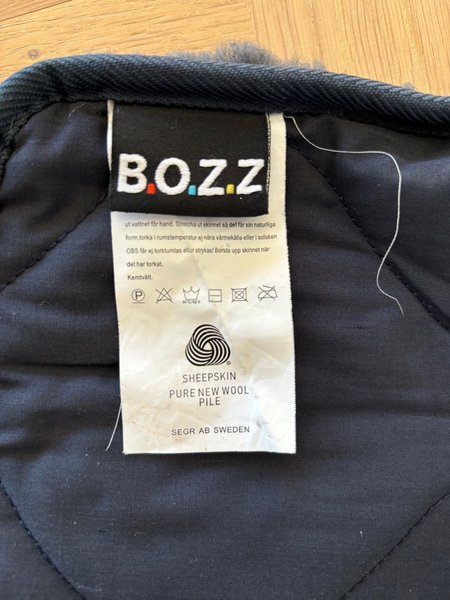 B.O.Z.Z
ut vattnet för hand. Stretcha ut skinnet så det får sin naturliga
form,torka i rumstemperatur ej nära värmekälla eller i solsken
OBS får ej torktumlas eller strykas! Borsta upp skinnet när
det har torkat.
Kemtvätt.
P
SHEEPSKIN
PURE NEW WOOL
PILE
SEGR AB SWEDEN